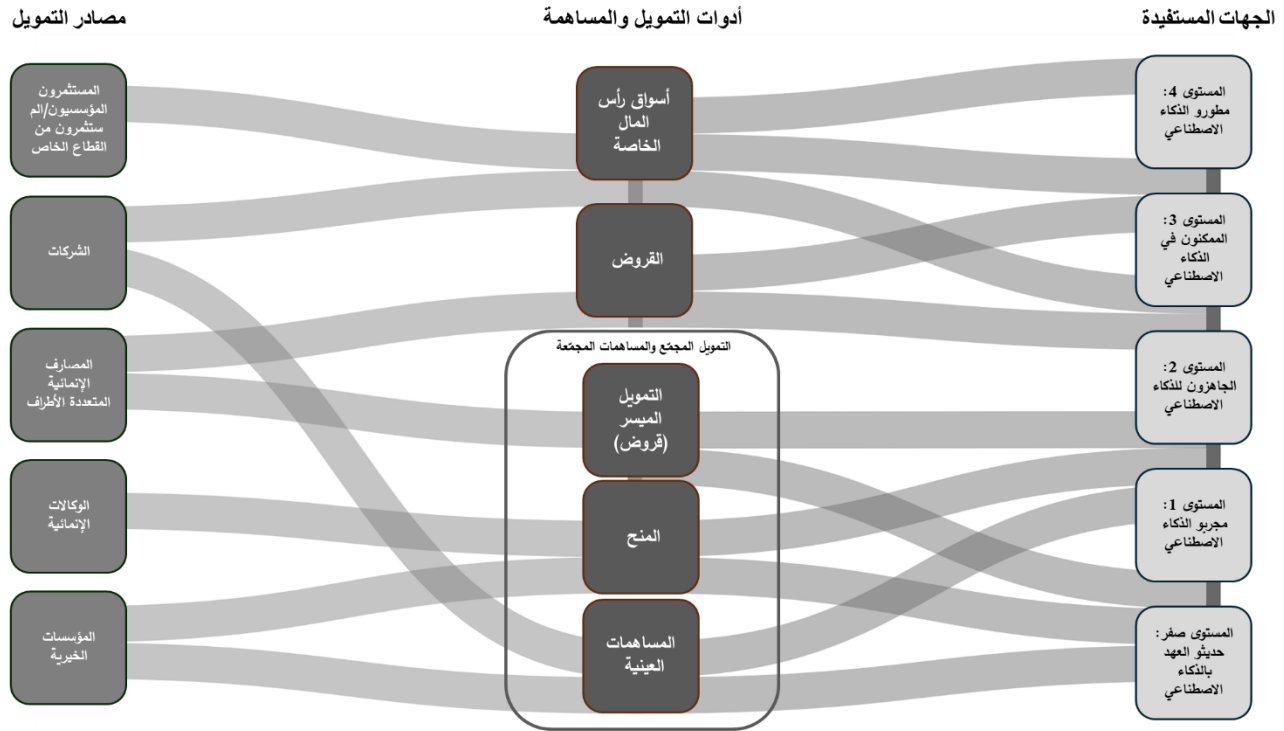 مصادر التمويل
أدوات التمويل والمساهمة
الجهات المستفيدة
المستثمرون
المؤسسيون/الم
ستثمرون من
القطاع الخاص
الشركات
المصارف
الإنمائية
المتعددة الأطراف
الوكالات
الإنمائية
المؤسسات
الخيرية
أسواق رأس
المال
الخاصة
القروض
التمويل المجمّع والمساهمات المجمّعة
التمويل
الميسر
(قروض)
المنح
المساهمات
العينية
المستوى 4:
مطورو الذكاء
الاصطناعي
المستوى 3:
الممكنون في
الذكاء
الاصطناعي
المستوى 2:
الجاهزون للذكاء
الاصطناعي
المستوى 1:
مجربو الذكاء
الاصطناعي
المستوى صفر:
حديثو العهد
بالذكاء
الاصطناعي